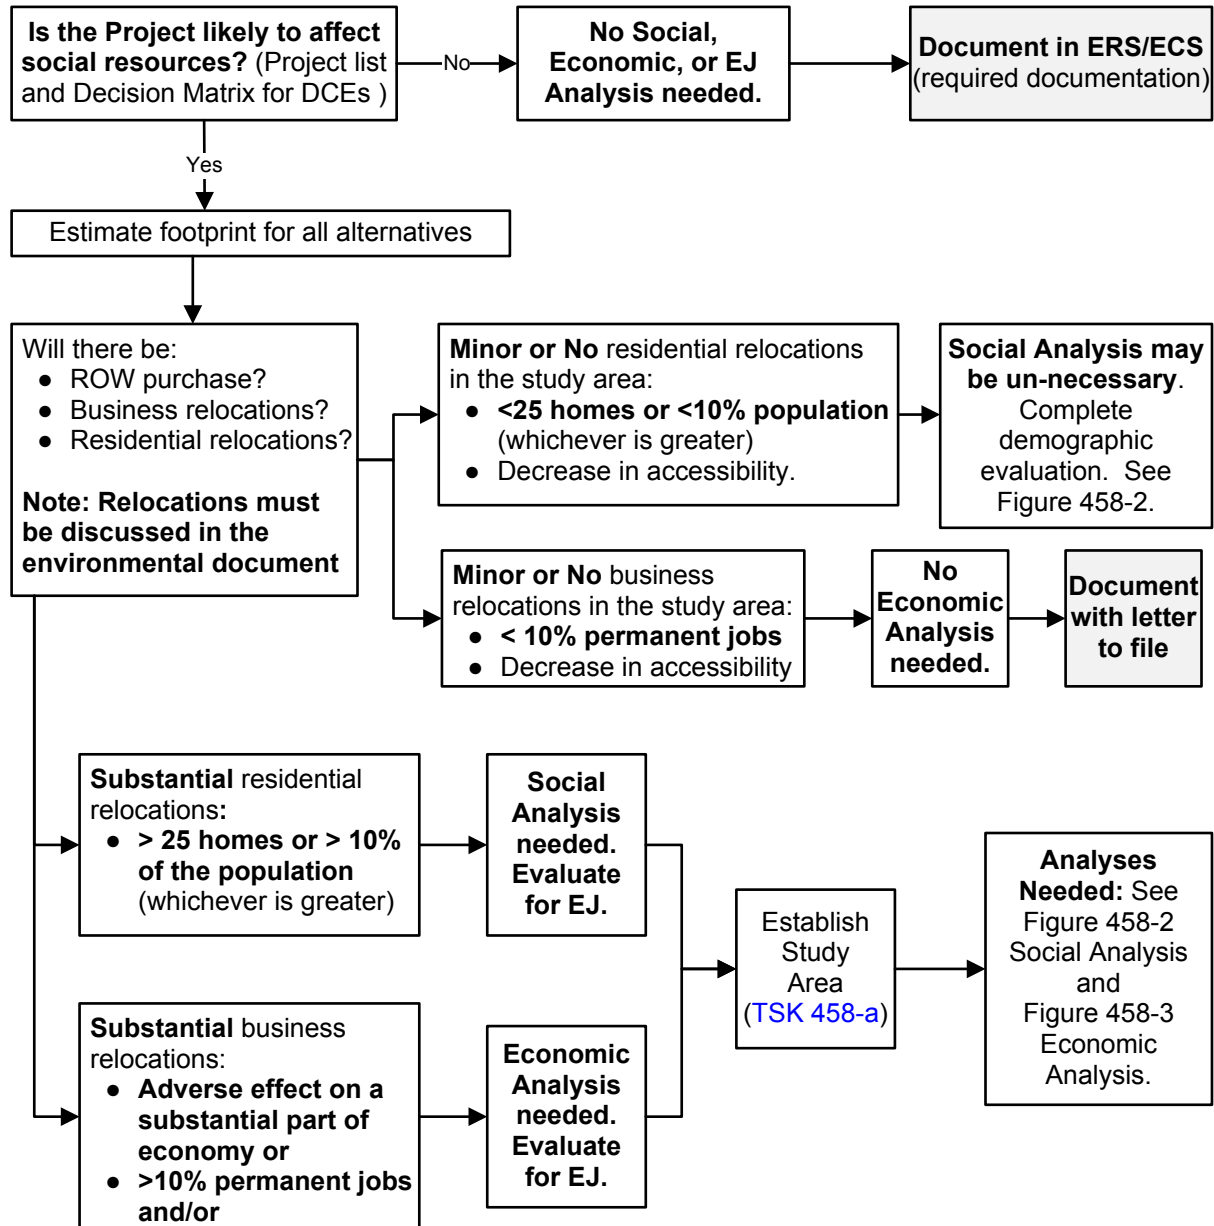 Is the Project likely to affect
social resources? (Project list
and Decision Matrix for DCEs )
No
No Social,
Economic, or EJ
Analysis needed.
Document in ERS/ECS
(required documentation)
Yes
Estimate footprint for all alternatives
Will there be:
● ROW purchase?
● Business relocations?
● Residential relocations?
Note: Relocations must
be discussed in the
environmental document
Minor or No residential relocations
in the study area:
● <25 homes or <10% population
(whichever is greater)
● Decrease in accessibility.
Social Analysis may
be un-necessary.
Complete
demographic
evaluation. See
Figure 458-2.
Minor or No business
relocations in the study area:
● < 10% permanent jobs
● Decrease in accessibility
No
Economic
Analysis
needed.
Document
with letter
to file
Substantial residential
relocations:
● > 25 homes or > 10%
of the population
(whichever is greater)
Social
Analysis
needed.
Evaluate
for EJ.
Substantial business
relocations:
● Adverse effect on a
substantial part of
economy or
● >10% permanent jobs
and/or
Economic
Analysis
needed.
Evaluate
for EJ.
Establish
Study
Area
(TSK 458-a)
Analyses
Needed: See
Figure 458-2
Social Analysis
and
Figure 458-3
Economic
Analysis.